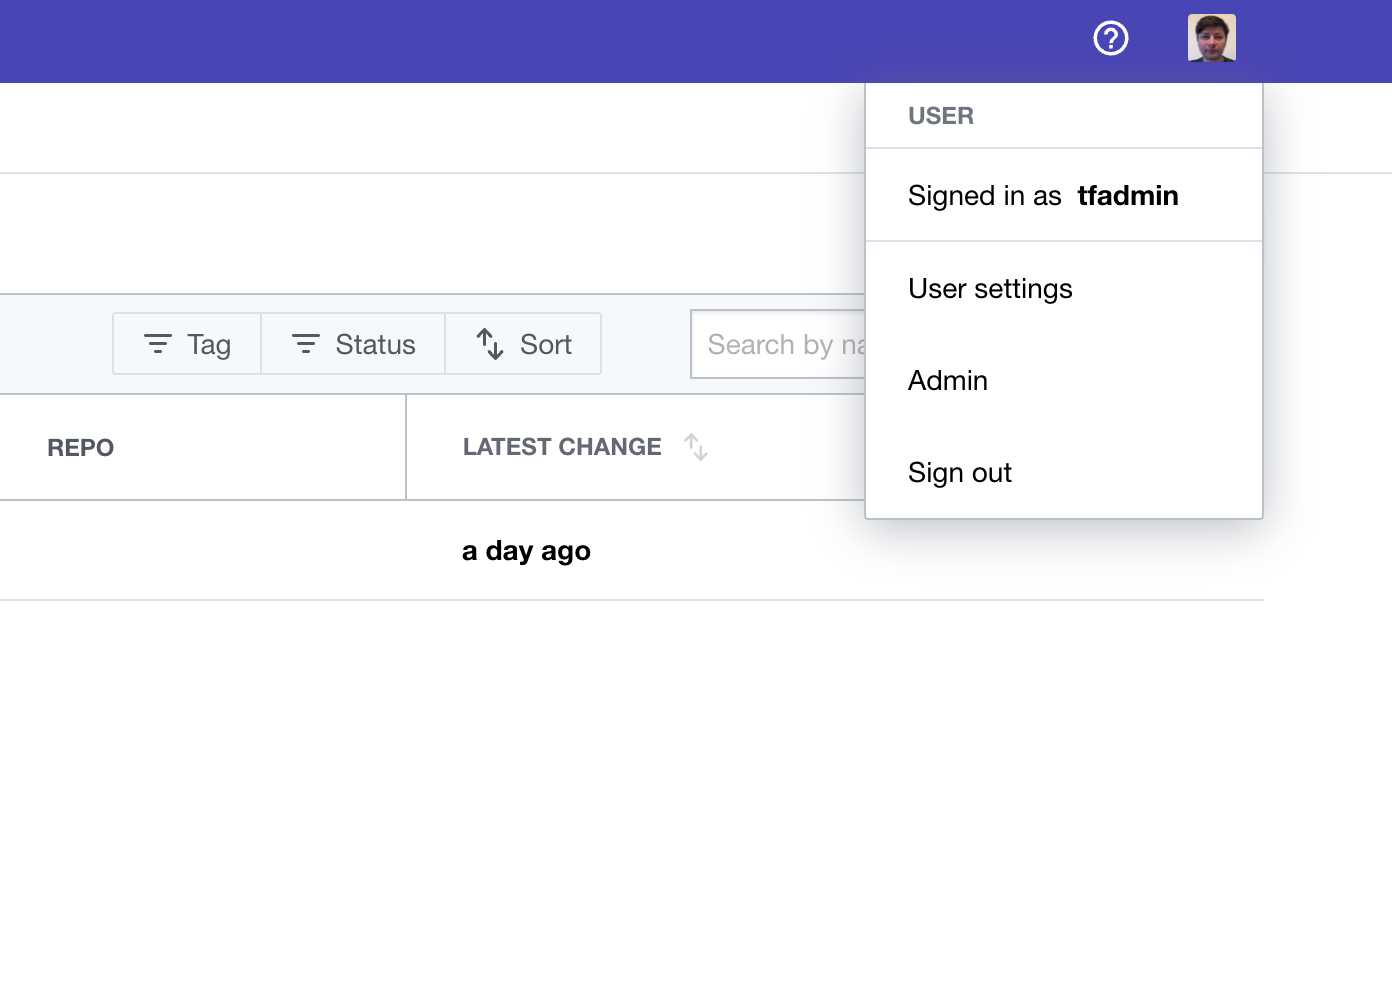 USER
Signed in as tfadmin
User settings
Admin
Sign out
Tag Status Sort Search by na
REPO LATEST CHANGE
a day ago